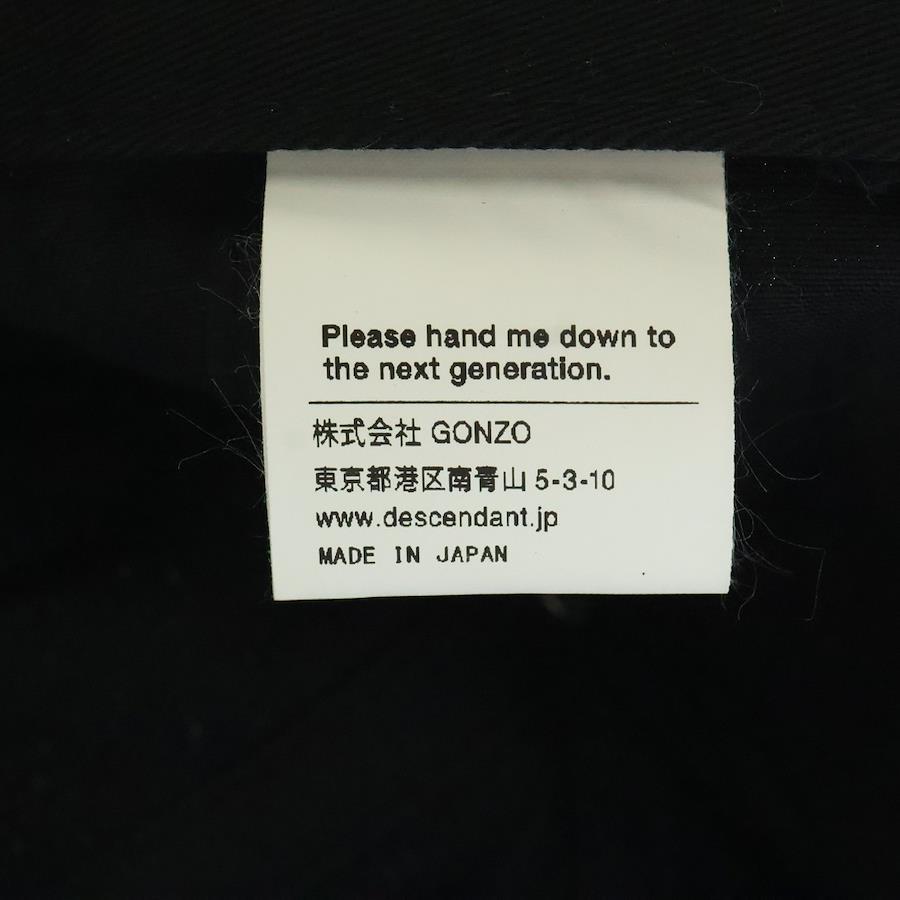 Please hand me down to
the next generation.
株式会社 GONZO
東京都港区南青山 5-3-10
www.descendant.jp
MADE IN JAPAN